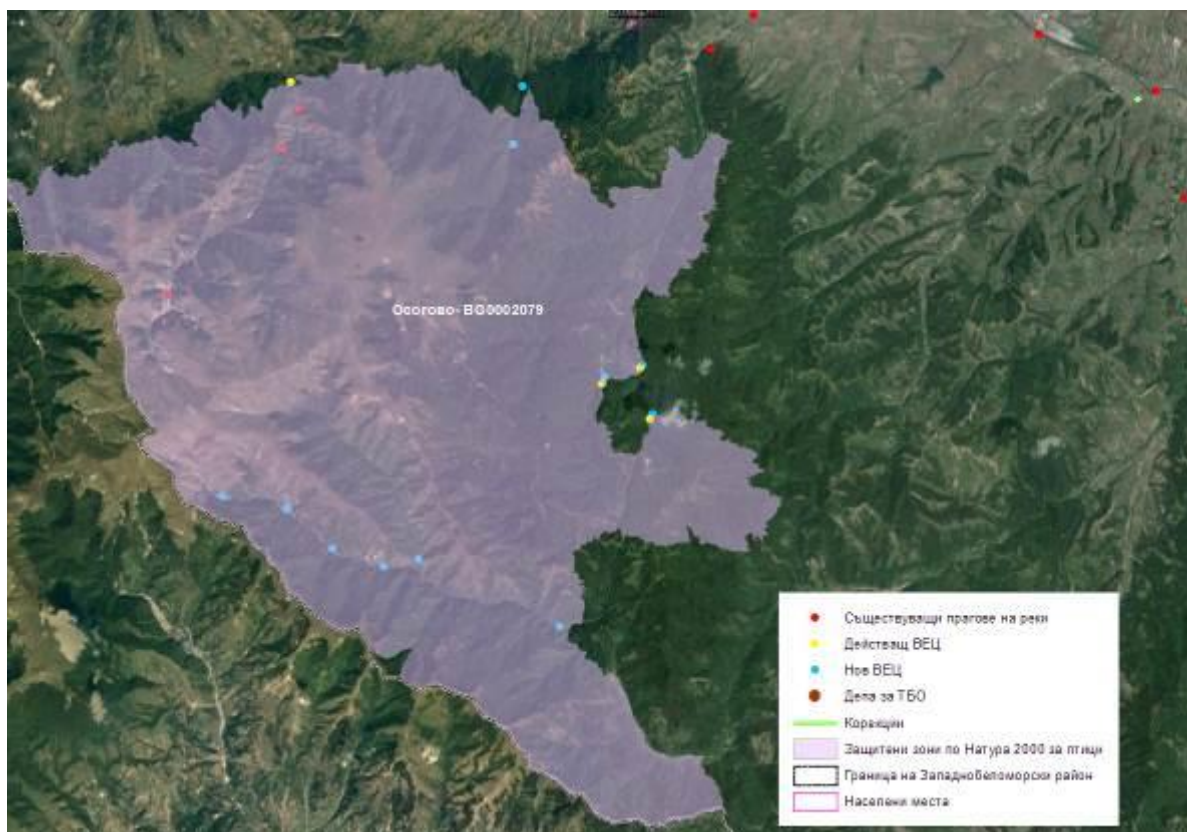 Осогово- BG0002079
Съществуващи прагове на реки
Действащ ВЕЦ
Нов ВЕЦ
Депа за ТБО
Корекции
Защитени зони по Натура 2000 за птици
Граница на Западнобеломорски район
Населени места